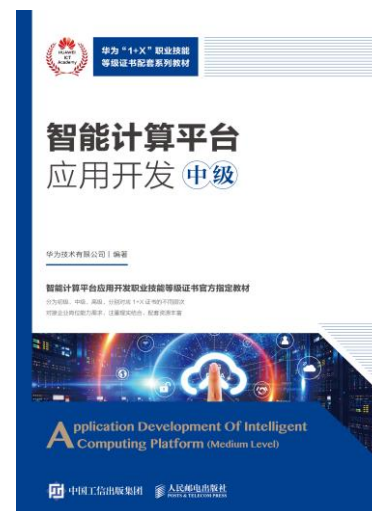 HUAWEI
ICT
Academy
华为“1+X”职业技能
等级证书配套系列教材
智能计算平台
应用开发 中级
华为技术有限公司 | 编著
智能计算平台应用开发职业技能等级证书官方指定教材
分为初级、中级、高级，分别对应 1+X 证书的不同层次
对接企业岗位能力需求，注重理实结合，配套资源丰富
Application Development Of Intelligent
Computing Platform (Medium Level)
中国工信出版集团
人民邮电出版社
POSTS & TELECOM PRESS